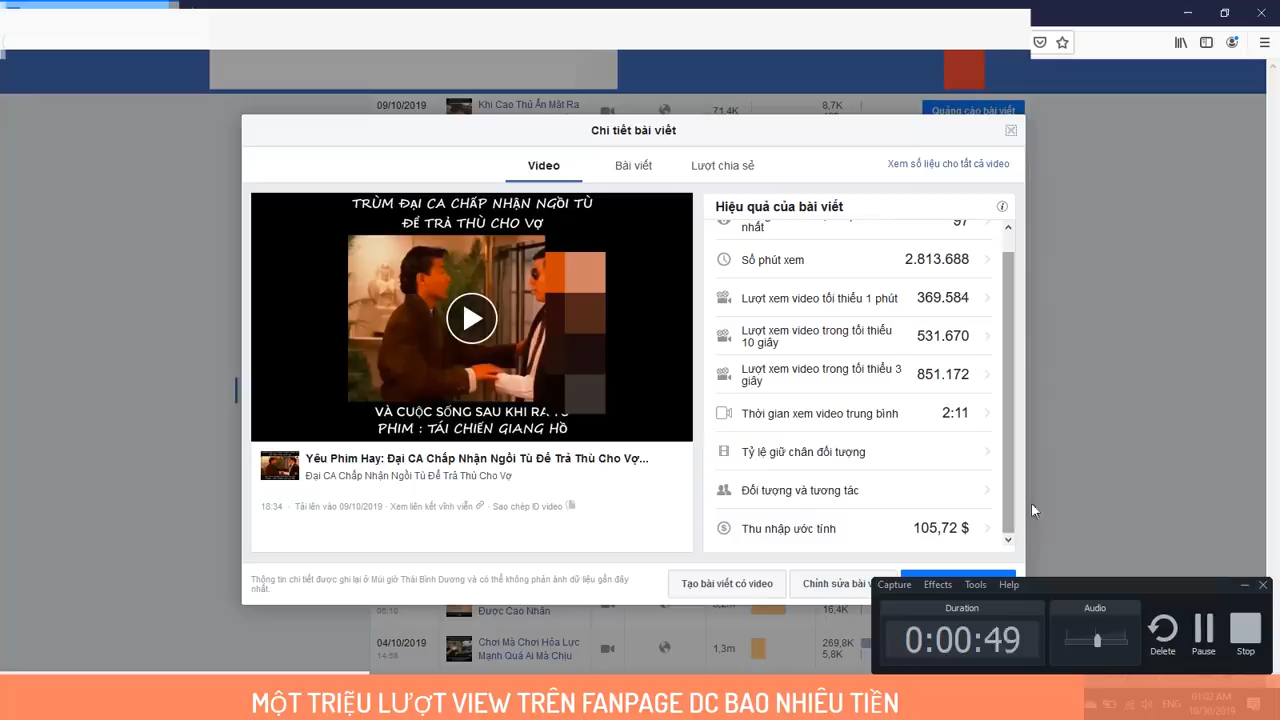 09/10/2019
Khi Cao Thủ Ẩn Mặt Ra
71,4K
8,7K
Quảng cáo bài viết
Chi tiết bài viết
Video
Bài viết
Lượt chia sẻ
Xem số liệu cho tất cả video
TRÙM ĐẠI CA CHẤP NHẬN NGỒI TÙ
ĐỂ TRẢ THÙ CHO VỢ
VÀ CUỘC SỐNG SAU KHI RA TÙ
PHIM : TÁI CHIẾN GIANG HỒ
Yêu Phim Hay: Đại CA Chấp Nhận Ngồi Tù Để Trả Thù Cho Vợ...
Đại CA Chấp Nhận Ngồi Tù Để Trả Thù Cho Vợ
18:34 · Tải lên vào 09/10/2019 · Xem liên kết vĩnh viễn · Sao chép ID video
Hiệu quả của bài viết
nhất
97
Số phút xem 2.813.688
Lượt xem video tối thiểu 1 phút 369.584
Lượt xem video trong tối thiểu
10 giây
531.670
Lượt xem video trong tối thiểu 3
giây
851.172
Thời gian xem video trung bình 2:11
Tỷ lệ giữ chân đối tượng
Đối tượng và tương tác
Thu nhập ước tính 105,72 $
Thông tin chi tiết được ghi lại ở Múi giờ Thái Bình Dương và có thể không phản ánh dữ liệu gần đây
nhất.
Tạo bài viết có video
Chỉnh sửa bài
Được Cao Nhân
16,4K
04/10/2019
14:58
Chơi Mà Chơi Hóa Lực
Mạnh Quá Ai Mà Chịu
1,3m
269,8K
5,8K
Capture Effects Tools Help
Duration
0:00:49
Audio
Delete
Pause
Stop
MỘT TRIỆU LƯỢT VIEW TRÊN FANPAGE DC BAO NHIÊU TIỀN
ENG
01:02 AM
10/30/2019